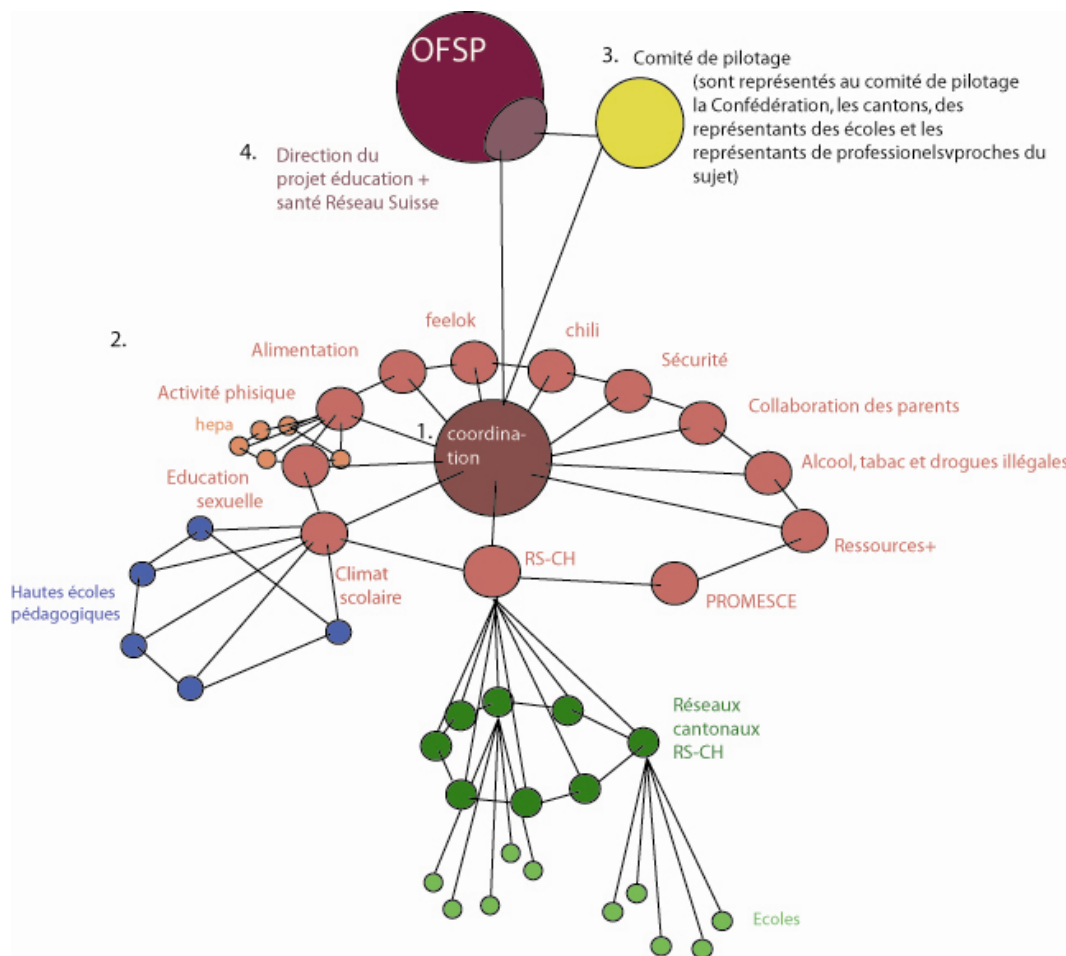 OFSP
3. Comité de pilotage
(sont représentés au comité de pilotage
la Confédération, les cantons, des
représentants des écoles et les
représentants de professionelsvproches du
sujet)
4. Direction du
projet éducation +
santé Réseau Suisse
2.
feelok
chili
Alimentation
Sécurité
Activité phisique
Collaboration des parents
hepa
1. coordina-
tion
Alcool, tabac et drogues illégales
Education
sexuelle
Ressources+
RS-CH
Climat
scolaire
PROMESCE
Hautes écoles
pédagogiques
Réseaux
cantonaux
RS-CH
Ecoles